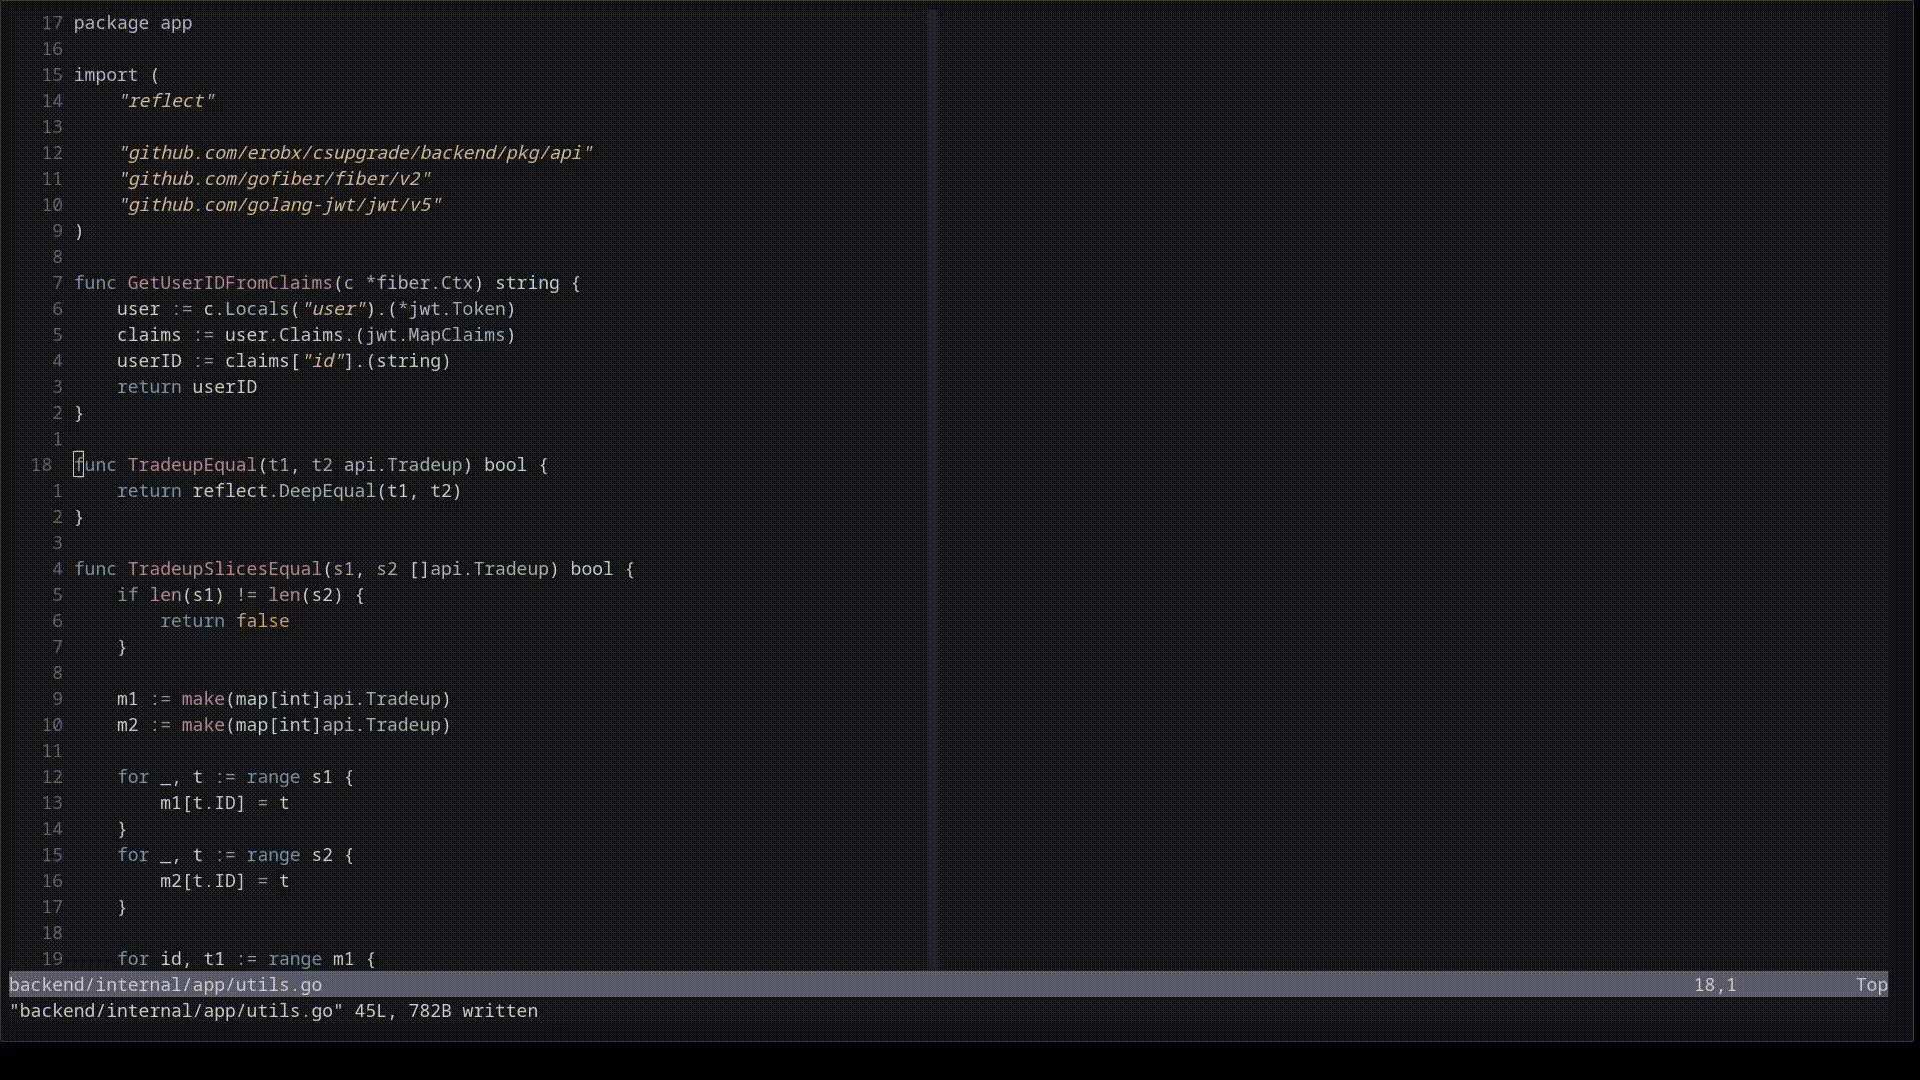 17 package app
16
15 import (
14     "reflect"
13
12     "github.com/erobx/csupgrade/backend/pkg/api"
11     "github.com/gofiber/fiber/v2"
10     "github.com/golang-jwt/jwt/v5"
9 )
8
7 func GetUserIDFromClaims(c *fiber.Ctx) string {
6     user := c.Locals("user").(*jwt.Token)
5     claims := user.Claims.(jwt.MapClaims)
4     userID := claims["id"].(string)
3     return userID
2 }
1
18 func TradeupEqual(t1, t2 api.Tradeup) bool {
1     return reflect.DeepEqual(t1, t2)
2 }
3
4 func TradeupSlicesEqual(s1, s2 []api.Tradeup) bool {
5     if len(s1) != len(s2) {
6         return false
7     }
8
9     m1 := make(map[int]api.Tradeup)
10     m2 := make(map[int]api.Tradeup)
11
12     for _, t := range s1 {
13         m1[t.ID] = t
14     }
15     for _, t := range s2 {
16         m2[t.ID] = t
17     }
18
19     for id, t1 := range m1 {
backend/internal/app/utils.go 18,1 Top
"backend/internal/app/utils.go" 45L, 782B written